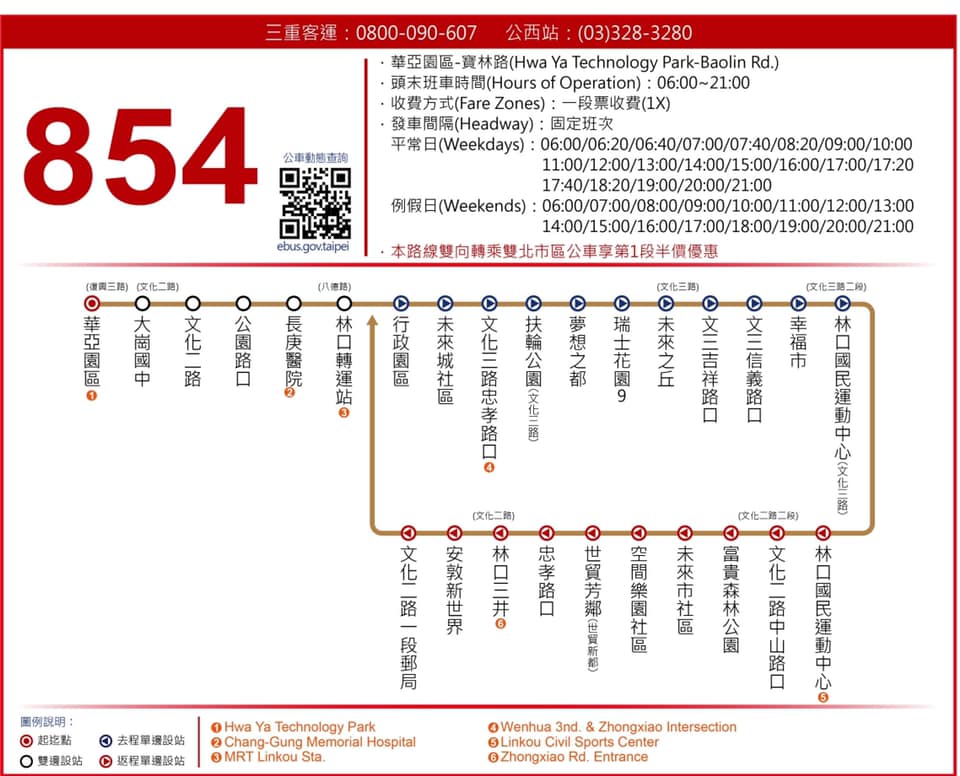 三重客運：0800-090-607 公西站：(03)328-3280
854
公車動態查詢
ebus.gov.taipei
· 華亞園區-寶林路(Hwa Ya Technology Park-Baolin Rd.)
· 頭末班車時間(Hours of Operation)：06:00~21:00
· 收費方式(Fare Zones)：一段票收費(1X)
· 發車間隔(Headway)：固定班次
平常日(Weekdays)：06:00/06:20/06:40/07:00/07:40/08:20/09:00/10:00
11:00/12:00/13:00/14:00/15:00/16:00/17:00/17:20
17:40/18:20/19:00/20:00/21:00
例假日(Weekends)：06:00/07:00/08:00/09:00/10:00/11:00/12:00/13:00
14:00/15:00/16:00/17:00/18:00/19:00/20:00/21:00
· 本路線雙向轉乘雙北市區公車享第1段半價優惠
(復興三路) (文化二路) (八德路) (文化三路) (文化三路二段)
華亞園區1
大崗國中
文化二路
公園路口
長庚醫院2
林口轉運站3
行政園區
未來城社區
文化三路忠孝路口4
扶輪公園(文化三路)
夢想之都
瑞士花園9
未來之丘
文三吉祥路口
文三信義路口
幸福市
林口國民運動中心(文化三路)
(文化二路) (文化二路二段)
文化二路一段郵局
安敦新世界
林口三井6
忠孝路口
世貿芳鄰(世貿新都)
空間樂園社區
未來市社區
富貴森林公園
文化二路中山路口
林口國民運動中心5
圖例說明：
起迄點 去程單邊設站
雙邊設站 返程單邊設站
1 Hwa Ya Technology Park
2 Chang-Gung Memorial Hospital
3 MRT Linkou Sta.
4 Wenhua 3nd. & Zhongxiao Intersection
5 Linkou Civil Sports Center
6 Zhongxiao Rd. Entrance